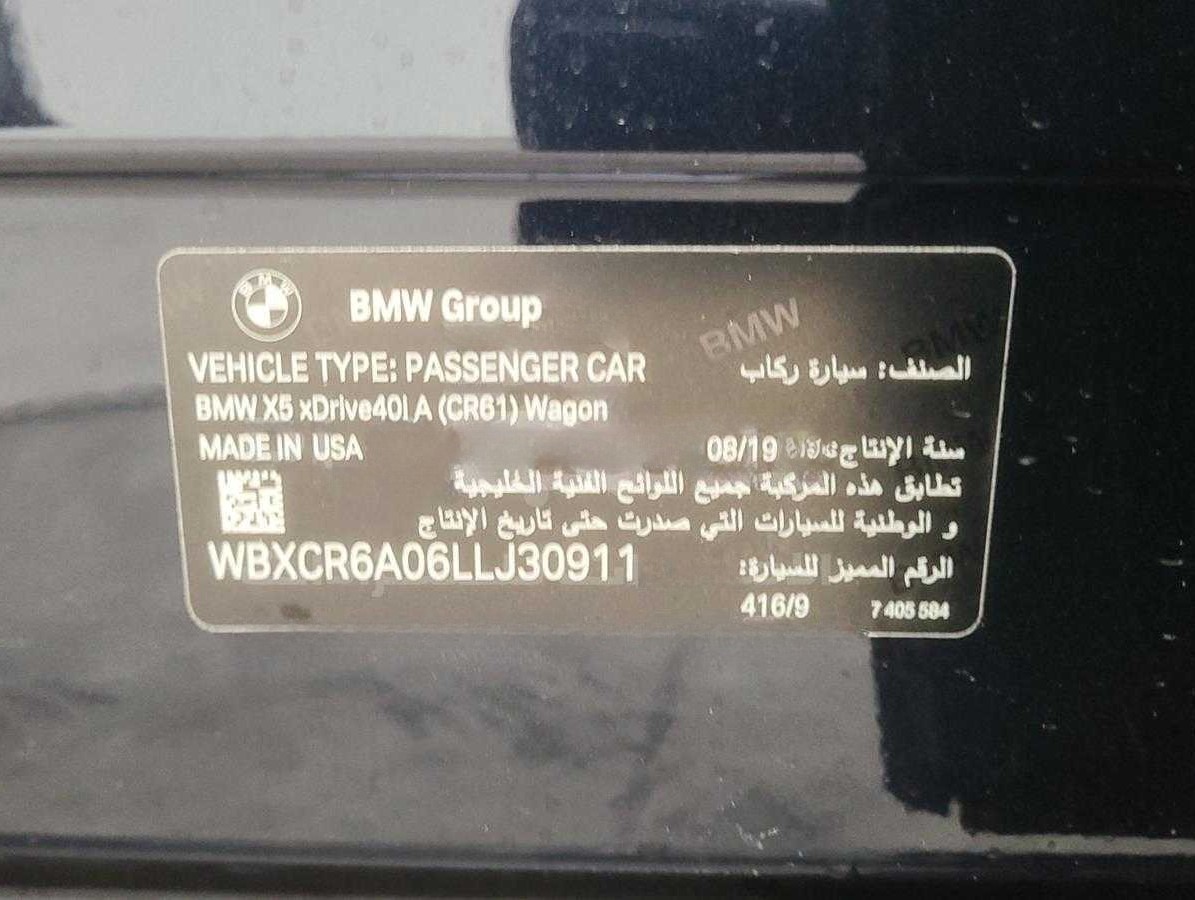 BMW
BMW Group
VEHICLE TYPE: PASSENGER CAR
الصنف: سيارة ركاب
BMW X5 xDrive40I A (CR61) Wagon
MADE IN USA
سنة الإنتاج 08/19
تطابق هذه المركبة جميع اللوائح الفنية الخليجية
و الوطنية للسيارات التي صدرت حتى تاريخ الإنتاج
WBXCR6A06LLJ30911
الرقم المميز للسيارة:
416/9
7 405 584
BMW
BMW